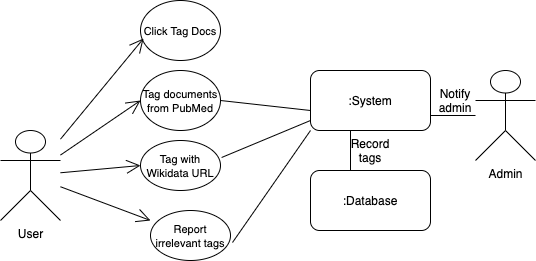 Click Tag Docs
Tag documents
from PubMed
:System
Notify
admin
Record
tags
Tag with
Wikidata URL
Admin
:Database
User
Report
irrelevant tags